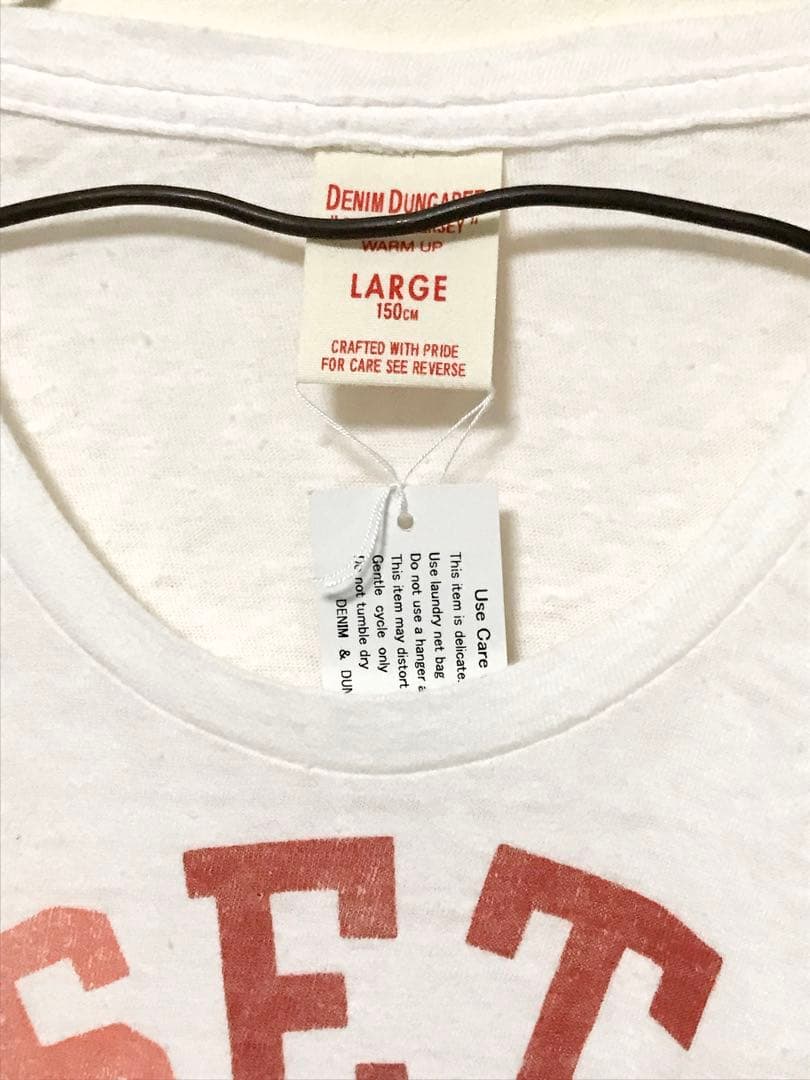 DENIM DUNGAREE
WARM UP
LARGE
150CM
CRAFTED WITH PRIDE
FOR CARE SEE REVERSE
Use Care
This item is delicate.
Use laundry net bag
Do not use a hanger
This item may distort
Gentle cycle only
Do not tumble dry
DENIM & DUN
SET